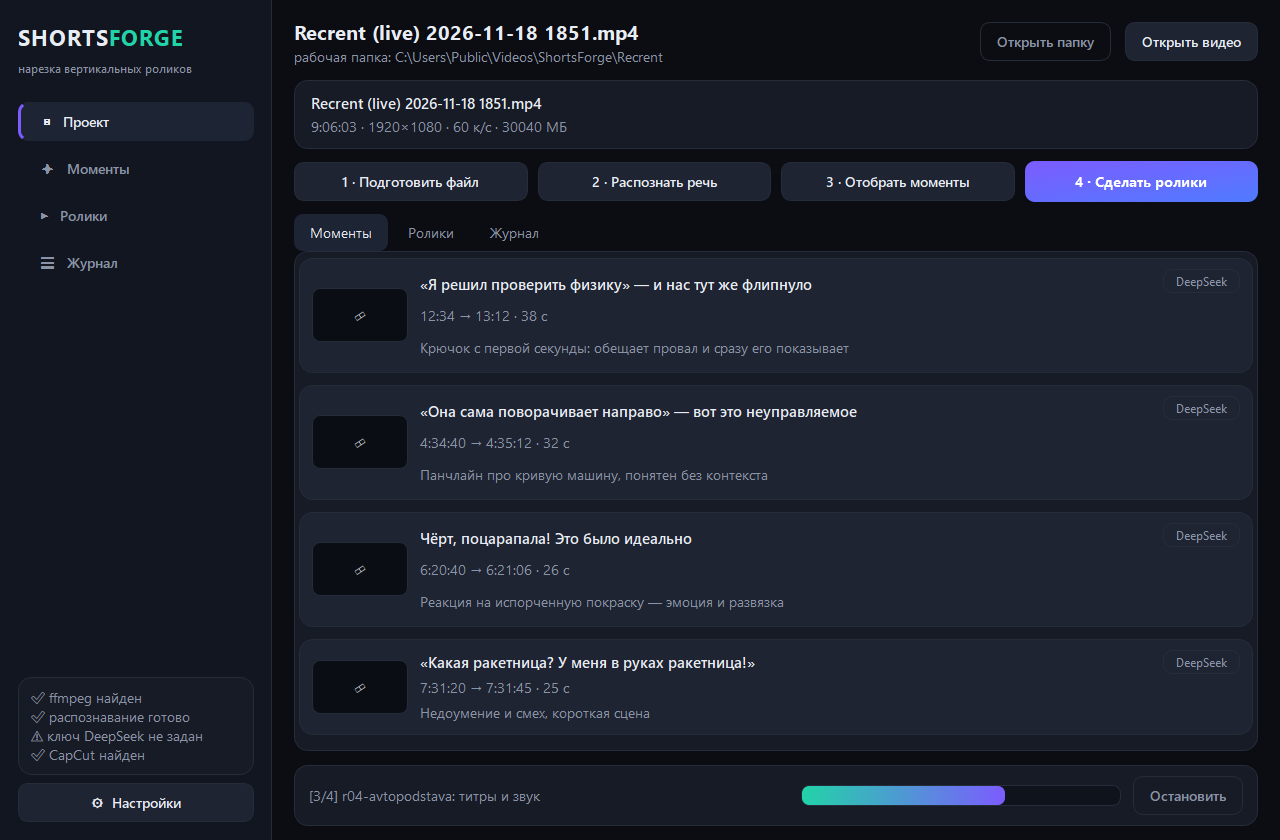 SHORTSFORGE
нарезка вертикальных роликов
Проект
Моменты
Ролики
Журнал
ffmpeg найден
распознавание готово
ключ DeepSeek не задан
CapCut найден
Настройки
Recrent (live) 2026-11-18 1851.mp4
рабочая папка: C:\Users\Public\Videos\ShortsForge\Recrent
Открыть папку
Открыть видео
Recrent (live) 2026-11-18 1851.mp4
9:06:03 · 1920×1080 · 60 к/с · 30040 МБ
1 · Подготовить файл
2 · Распознать речь
3 · Отобрать моменты
4 · Сделать ролики
Моменты
Ролики
Журнал
«Я решил проверить физику» — и нас тут же флипнуло
DeepSeek
12:34 → 13:12 · 38 с
Крючок с первой секунды: обещает провал и сразу его показывает
«Она сама поворачивает направо» — вот это неуправляемое
DeepSeek
4:34:40 → 4:35:12 · 32 с
Панчлайн про кривую машину, понятен без контекста
Чёрт, поцарапала! Это было идеально
DeepSeek
6:20:40 → 6:21:06 · 26 с
Реакция на испорченную покраску — эмоция и развязка
«Какая ракетница? У меня в руках ракетница!»
DeepSeek
7:31:20 → 7:31:45 · 25 с
Недоумение и смех, короткая сцена
[3/4] r04-avtopodstava: титры и звук
Остановить